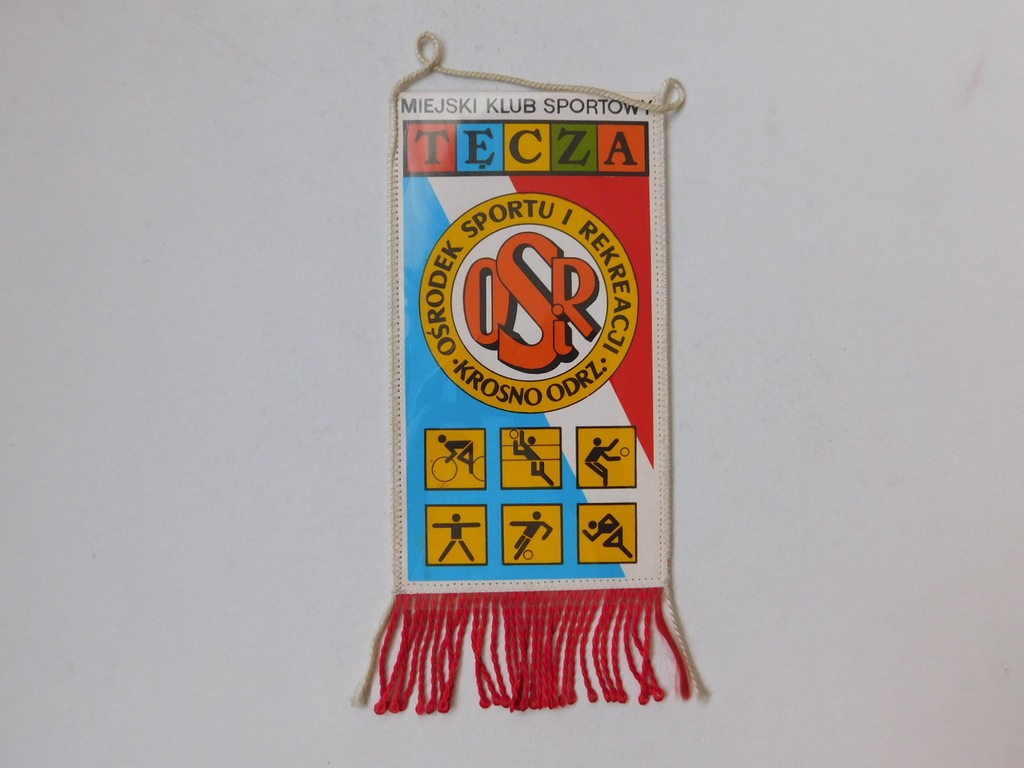 MIEJSKI KLUB SPORTOWY
TĘCZA
OŚRODEK SPORTU I REKREACJI
OSiR
·KROSNO ODRZ.·